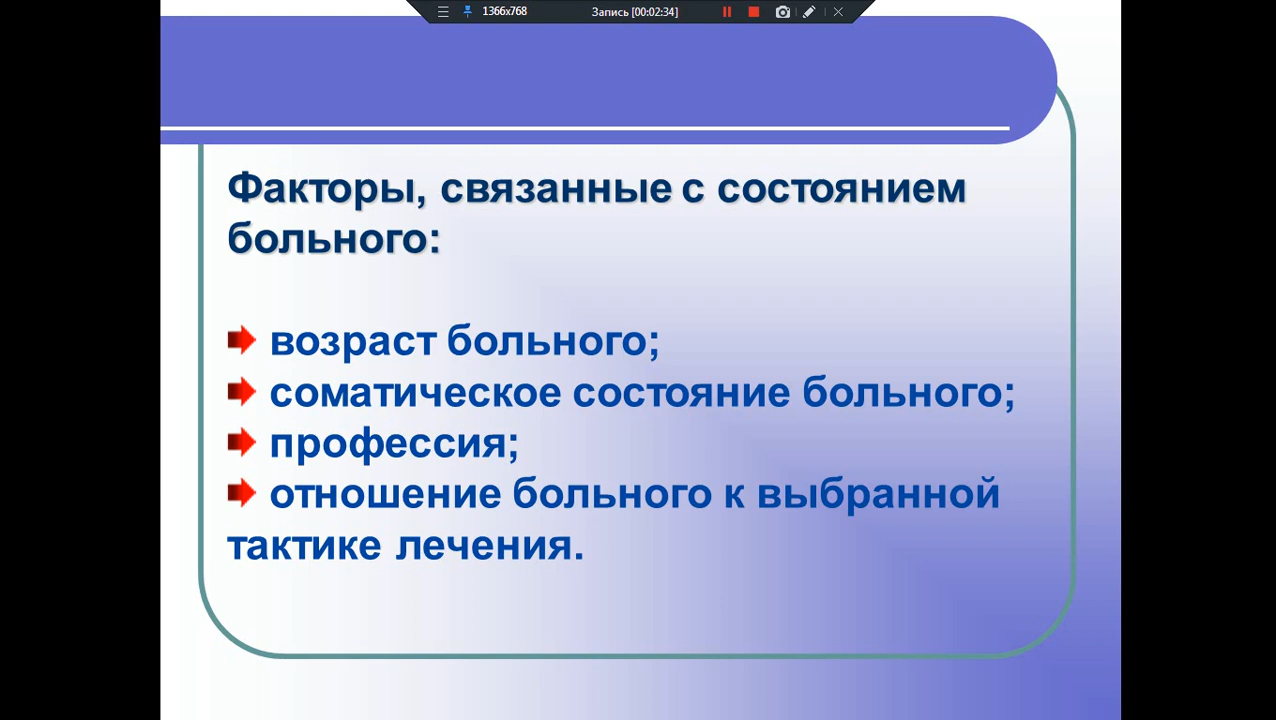 1366x768 Запись [00:02:34]
Факторы, связанные с состоянием
больного:
возраст больного;
соматическое состояние больного;
профессия;
отношение больного к выбранной
тактике лечения.